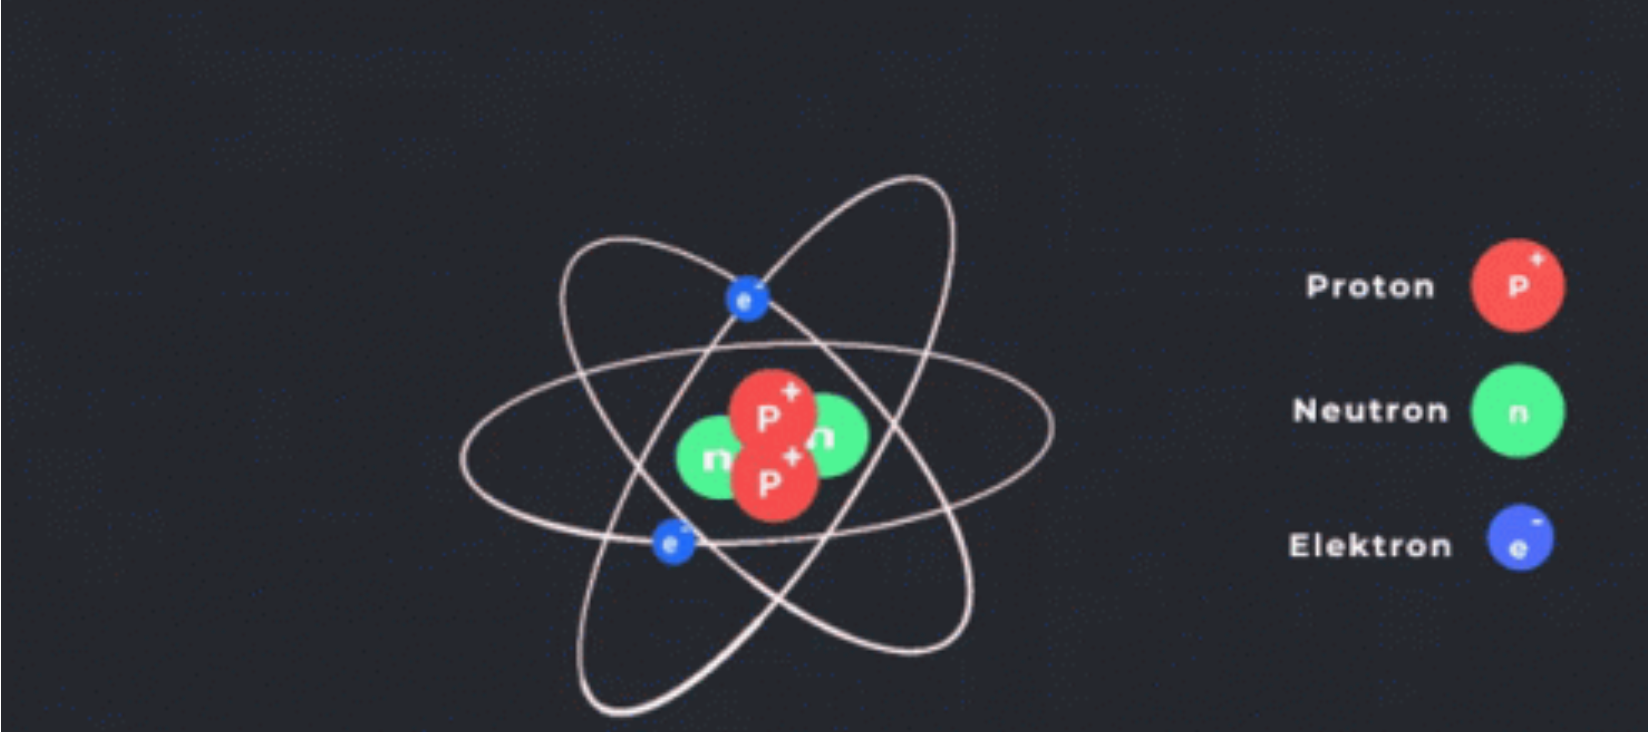 e-
P+
n
n
P+
e-
Proton P+
Neutron n
Elektron e-